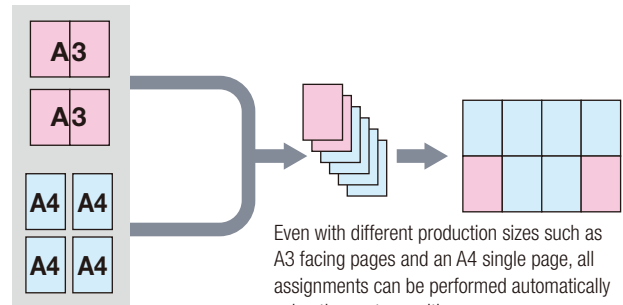 A3
A3
A4 A4
A4 A4
Even with different production sizes such as
A3 facing pages and an A4 single page, all
assignments can be performed automatically